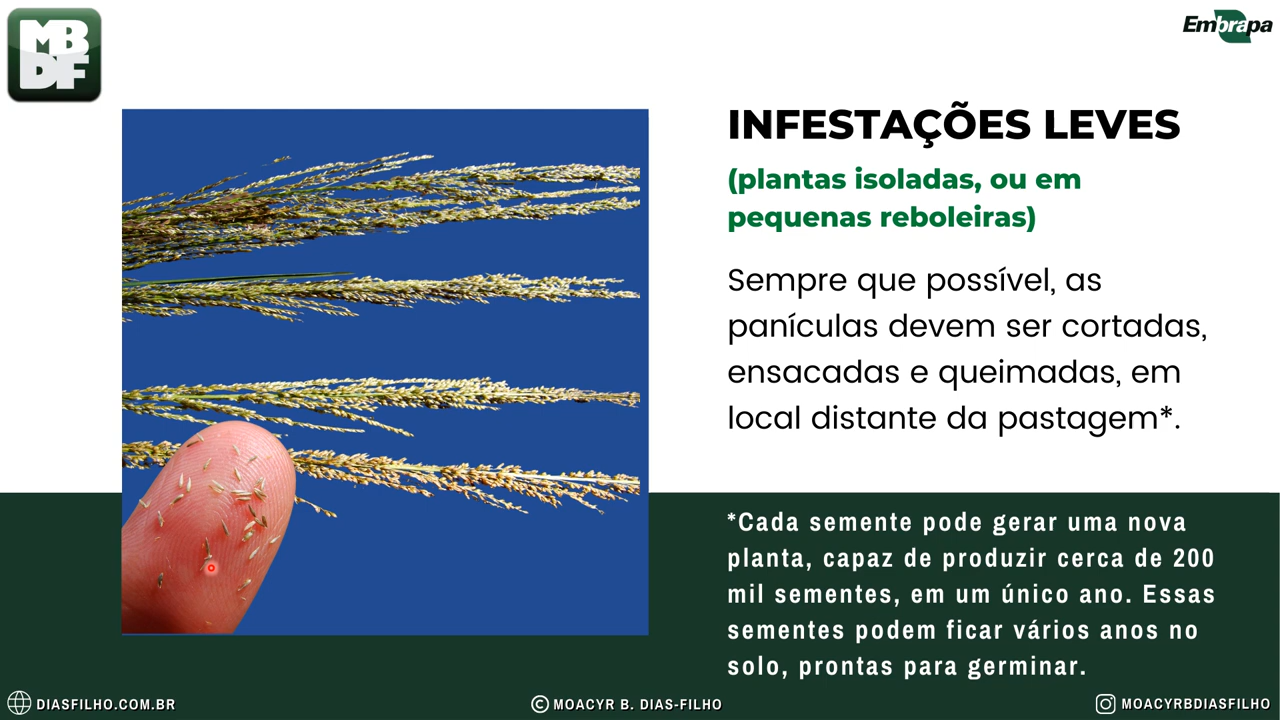 MB
DF
Embrapa
INFESTAÇÕES LEVES
(plantas isoladas, ou em
pequenas reboleiras)
Sempre que possível, as
panículas devem ser cortadas,
ensacadas e queimadas, em
local distante da pastagem*.
*Cada semente pode gerar uma nova
planta, capaz de produzir cerca de 200
mil sementes, em um único ano. Essas
sementes podem ficar vários anos no
solo, prontas para germinar.
DIASFILHO.COM.BR
© MOACYR B. DIAS-FILHO
MOACYRBDIASFILHO